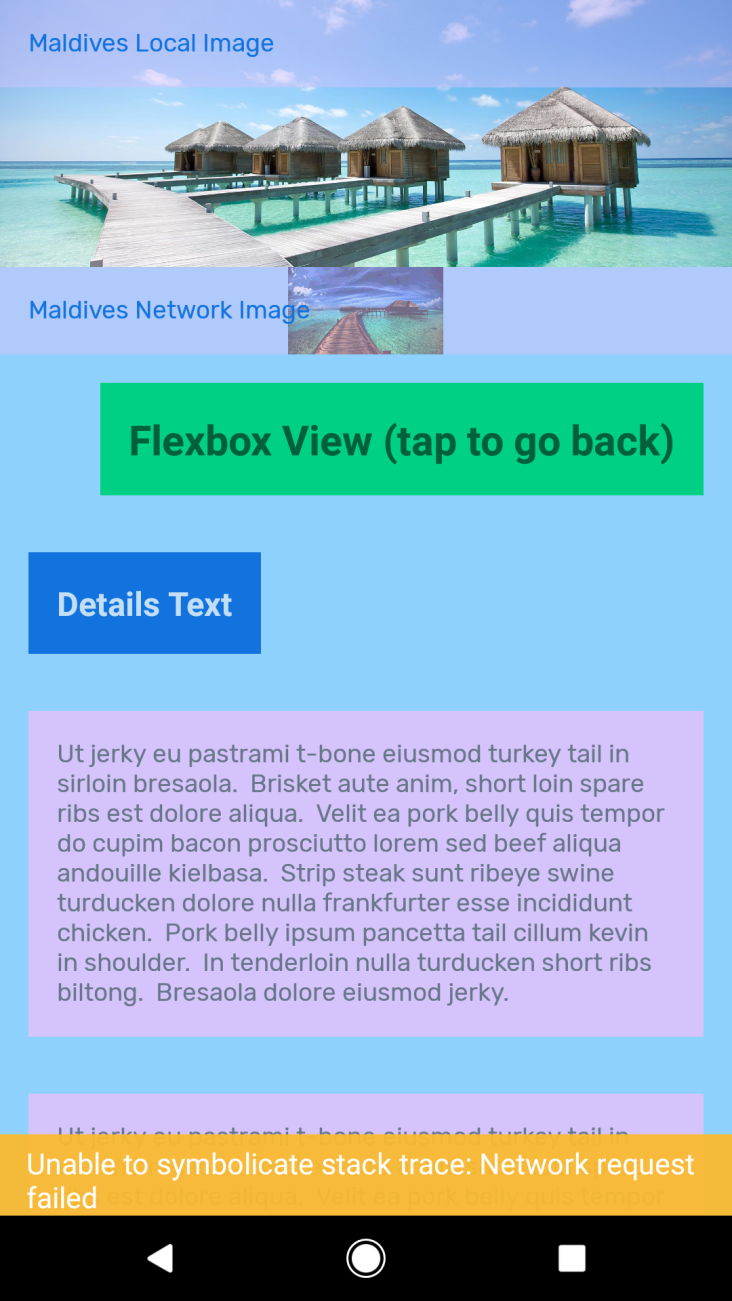 Maldives Local Image
Maldives Network Image
Flexbox View (tap to go back)
Details Text
Ut jerky eu pastrami t-bone eiusmod turkey tail in
sirloin bresaola.  Brisket aute anim, short loin spare
ribs est dolore aliqua.  Velit ea pork belly quis tempor
do cupim bacon prosciutto lorem sed beef aliqua
andouille kielbasa.  Strip steak sunt ribeye swine
turducken dolore nulla frankfurter esse incididunt
chicken.  Pork belly ipsum pancetta tail cillum kevin
in shoulder.  In tenderloin nulla turducken short ribs
biltong.  Bresaola dolore eiusmod jerky.
Ut jerky eu pastrami t-bone eiusmod turkey tail in
Unable to symbolicate stack trace: Network request
failed
est dolore aliqua.  Velit ea pork belly quis tempor